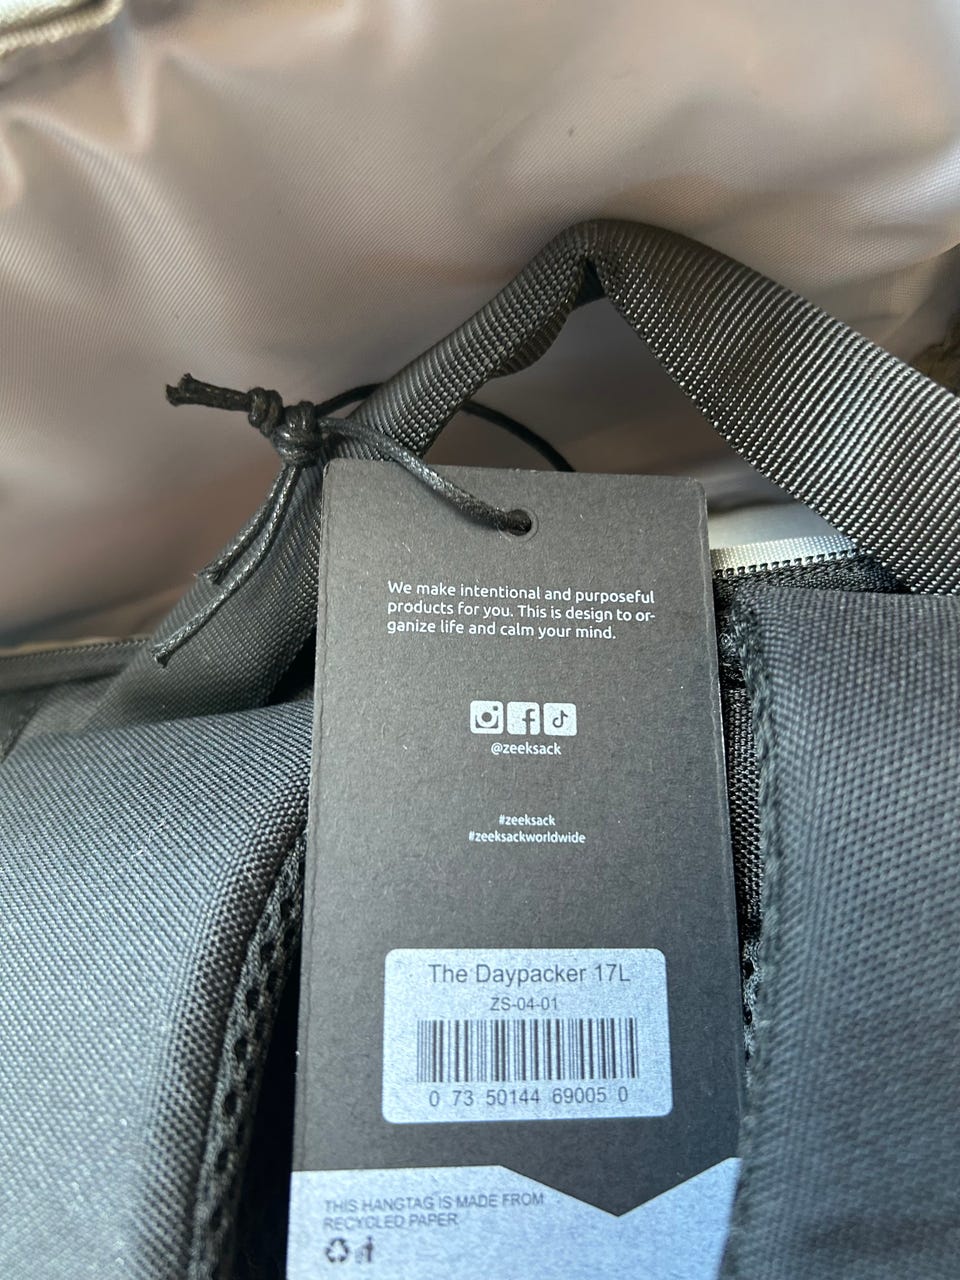 We make intentional and purposeful
products for you. This is design to or-
ganize life and calm your mind.
@zeeksack
#zeeksack
#zeeksackworldwide
The Daypacker 17L
ZS-04-01
0 73 50144 69005 0
THIS HANGTAG IS MADE FROM
RECYCLED PAPER